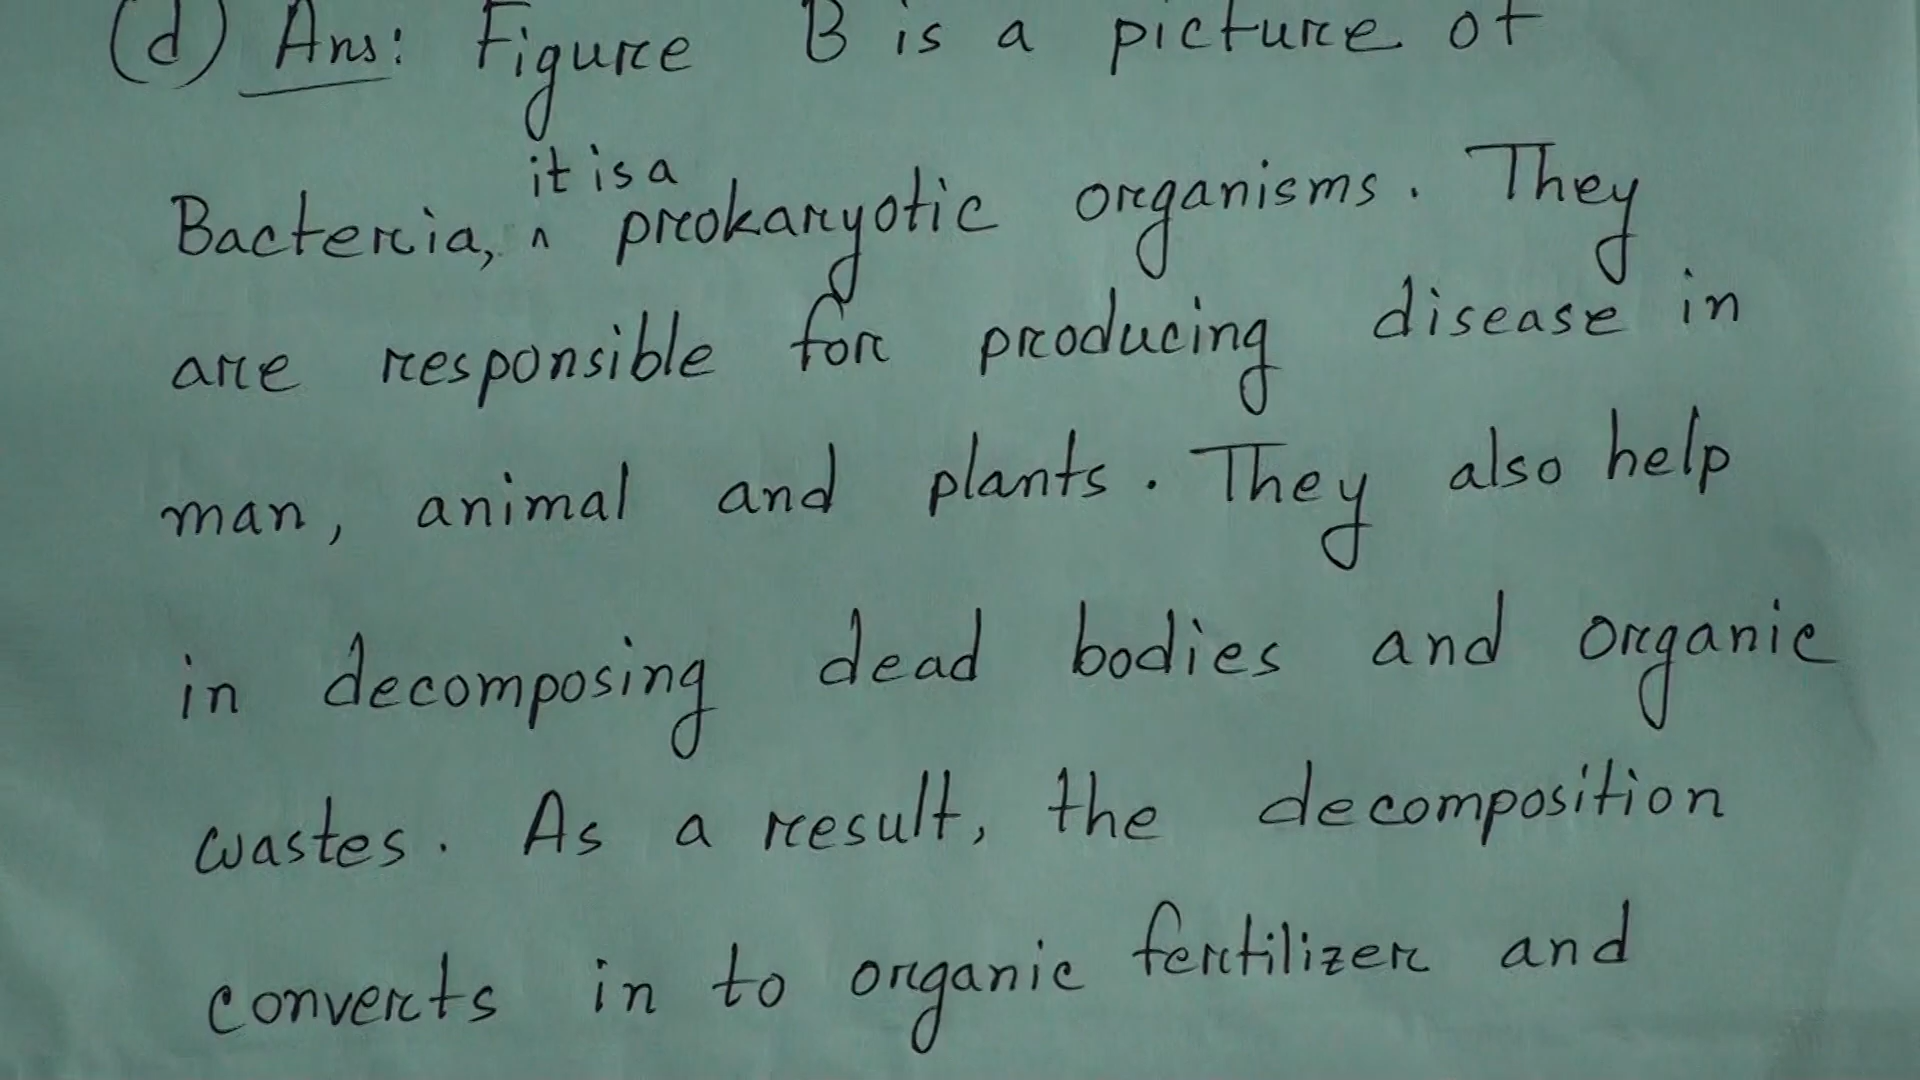 (d) Ans: Figure B is a picture of
it is a
Bacteria, ^ prokaryotic organisms. They
are responsible for producing disease in
man, animal and plants. They also help
in decomposing dead bodies and organic
wastes. As a result, the decomposition
converts in to organic fertilizer and